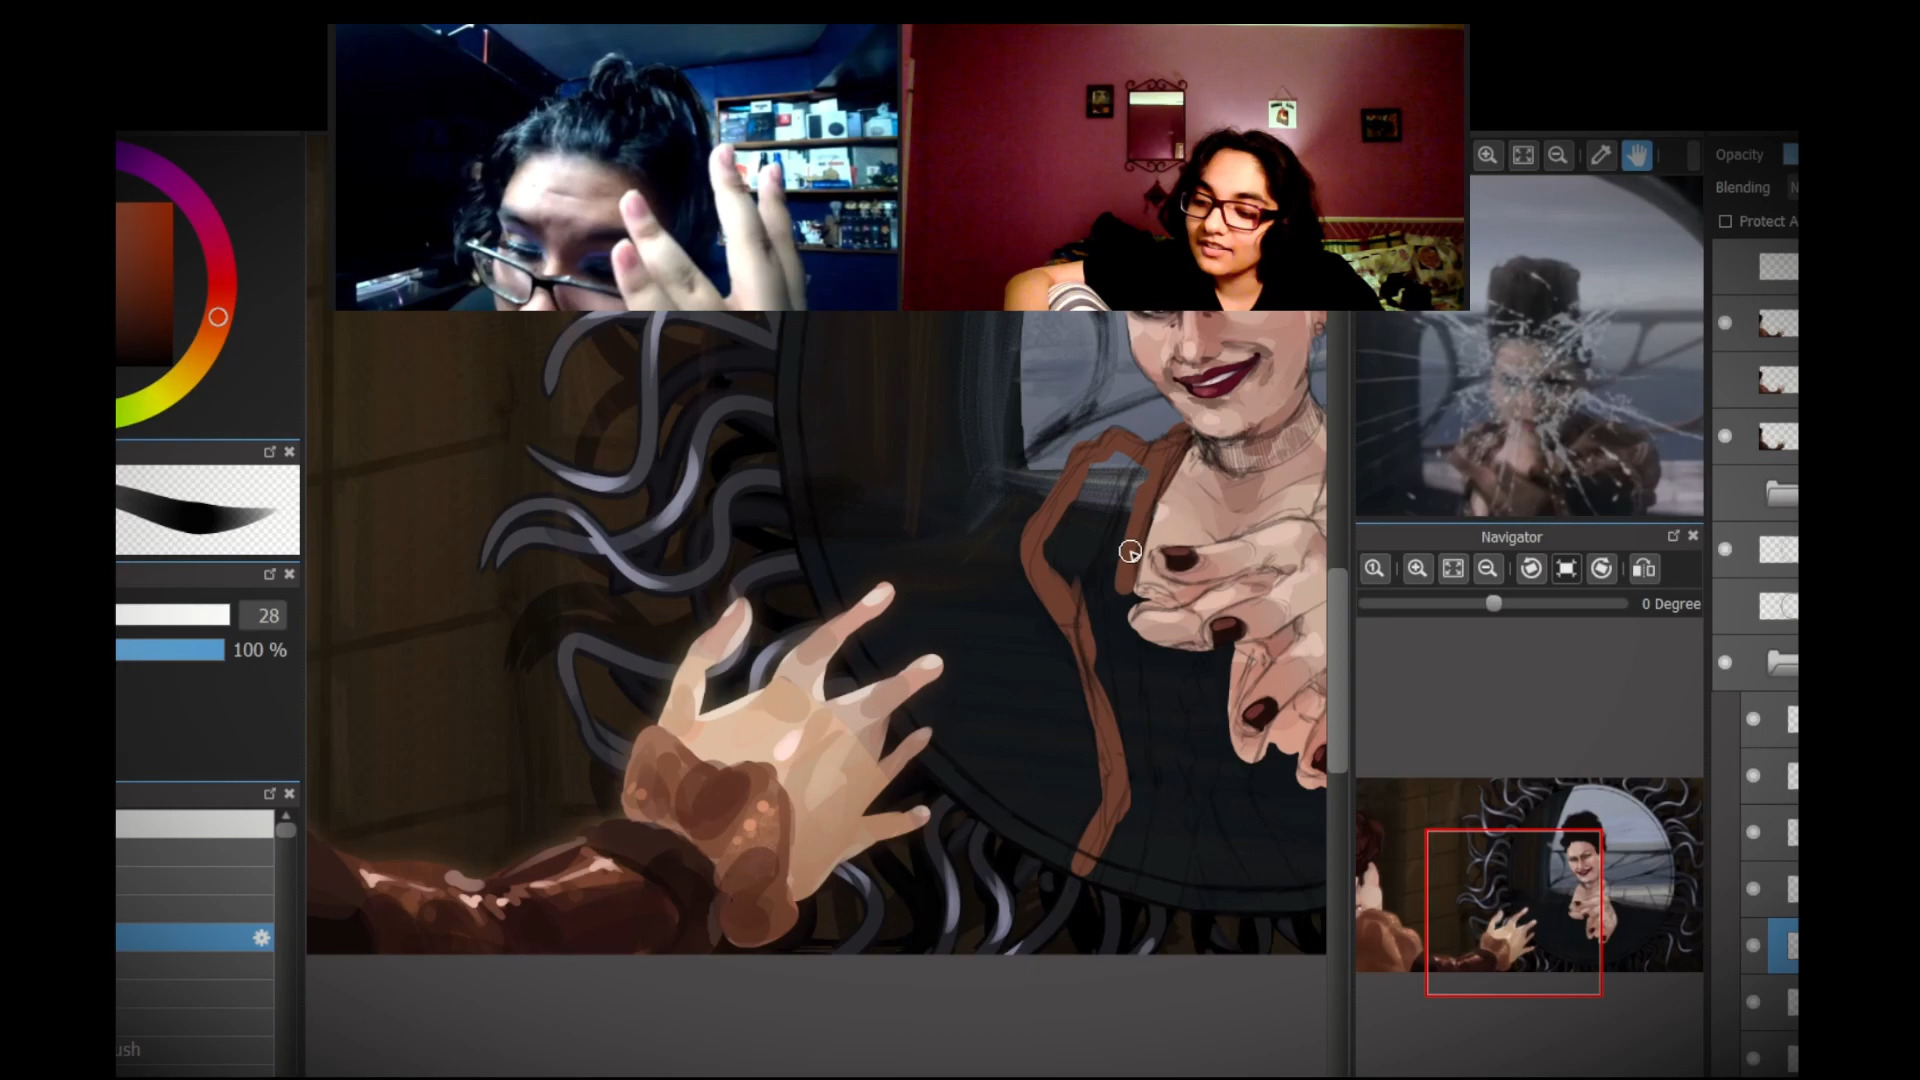 Opacity
Blending
Protect A
Navigator
0 Degree
28
100 %
ush